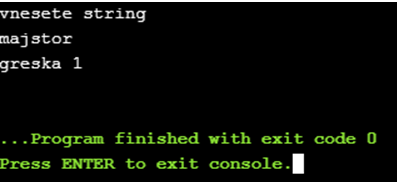 vnesete string
majstor
greska 1
...Program finished with exit code 0
Press ENTER to exit console.